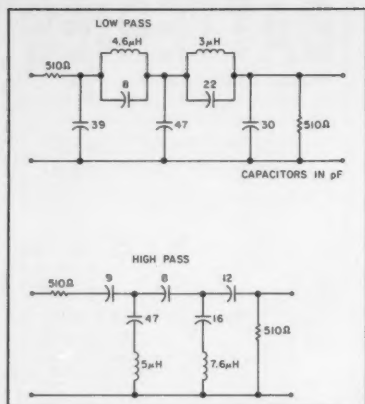 LOW PASS
4.6µH
3µH
510Ω
8
22
39
47
30
510Ω
CAPACITORS IN pF
HIGH PASS
510Ω
9
8
12
47
16
510Ω
5µH
7.6µH